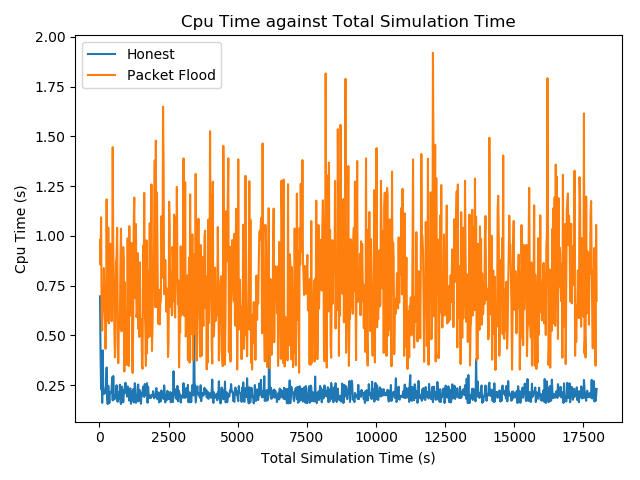 Cpu Time against Total Simulation Time
2.00
1.75
1.50
1.25
1.00
0.75
0.50
0.25
Cpu Time (s)
Honest
Packet Flood
0 2500 5000 7500 10000 12500 15000 17500
Total Simulation Time (s)